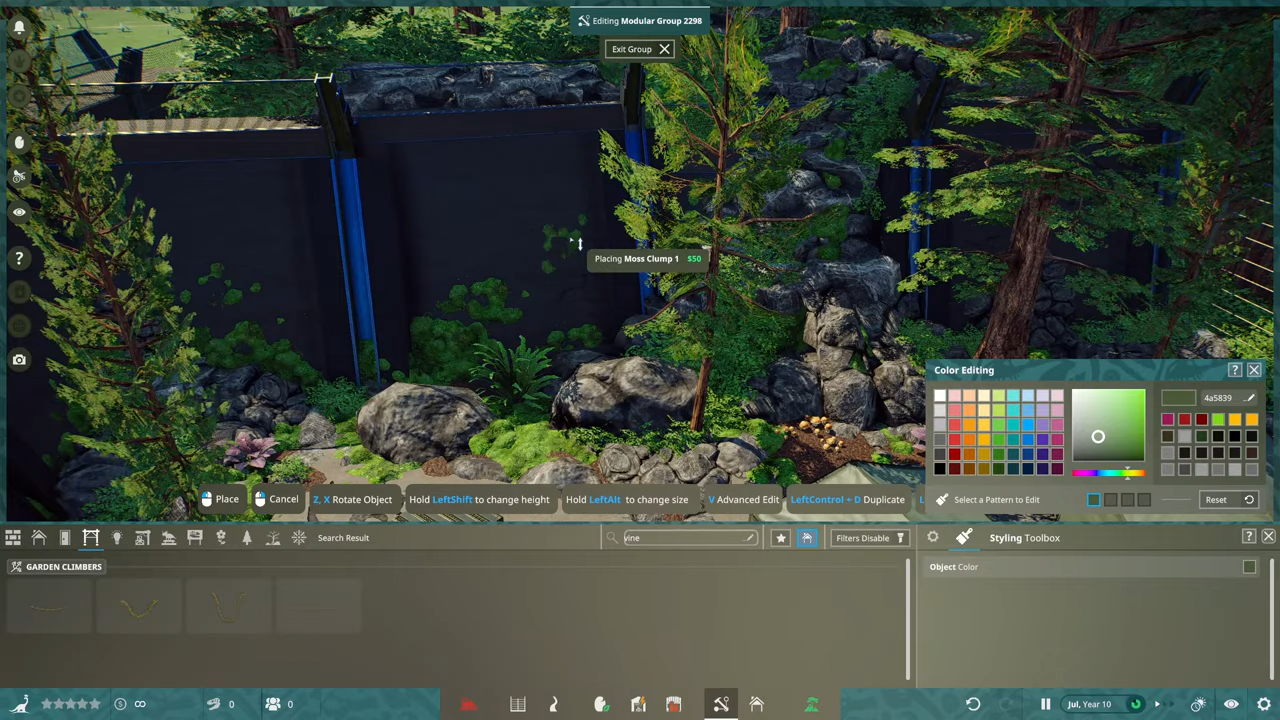 Editing Modular Group 2298
Exit Group
Placing Moss Clump 1 $50
Color Editing
?
4a5839
Place
Cancel
Z, X Rotate Object
Hold LeftShift to change height
Hold LeftAlt to change size
V Advanced Edit
LeftControl + D Duplicate
L
Select a Pattern to Edit
Reset
Search Result
vine
Filters Disable
Styling Toolbox
?
GARDEN CLIMBERS
Object Color
?
∞
0
0
Jul, Year 10